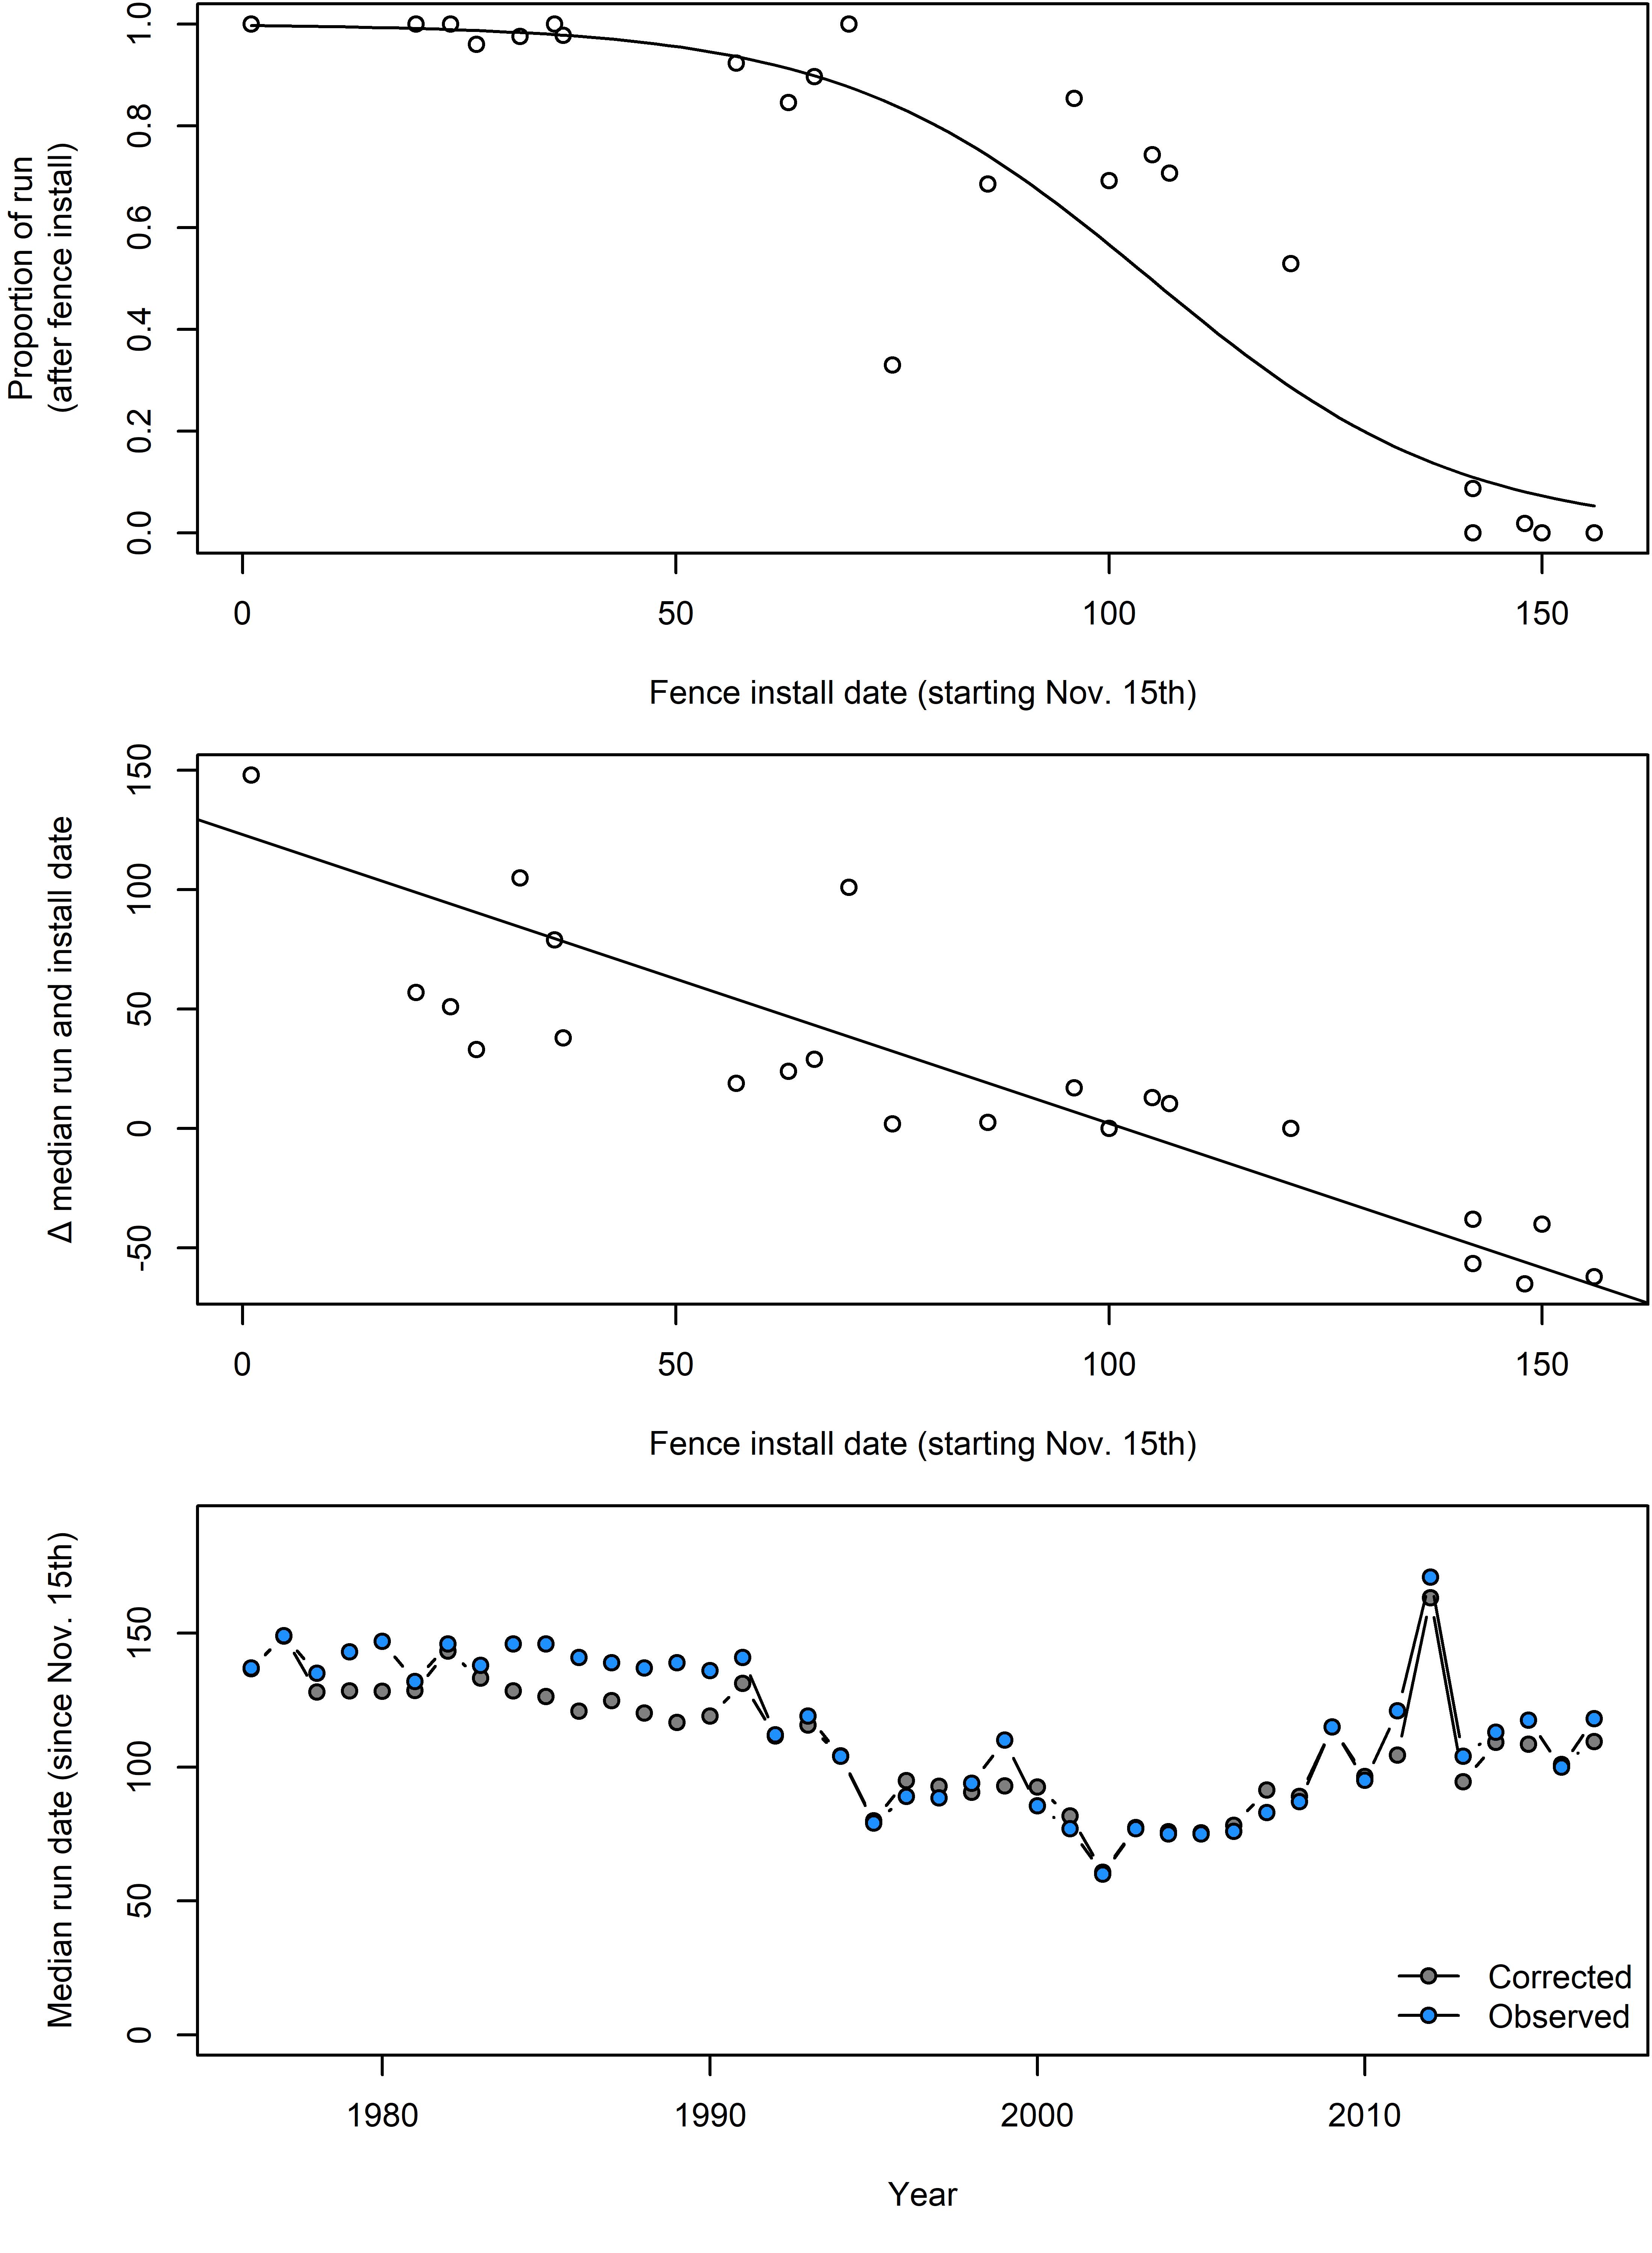 Proportion of run
(after fence install)
1.0
0.8
0.6
0.4
0.2
0.0
0 50 100 150
Fence install date (starting Nov. 15th)
Δ median run and install date
150
100
50
0
-50
0 50 100 150
Fence install date (starting Nov. 15th)
Median run date (since Nov. 15th)
150
100
50
0
Corrected
Observed
1980 1990 2000 2010
Year